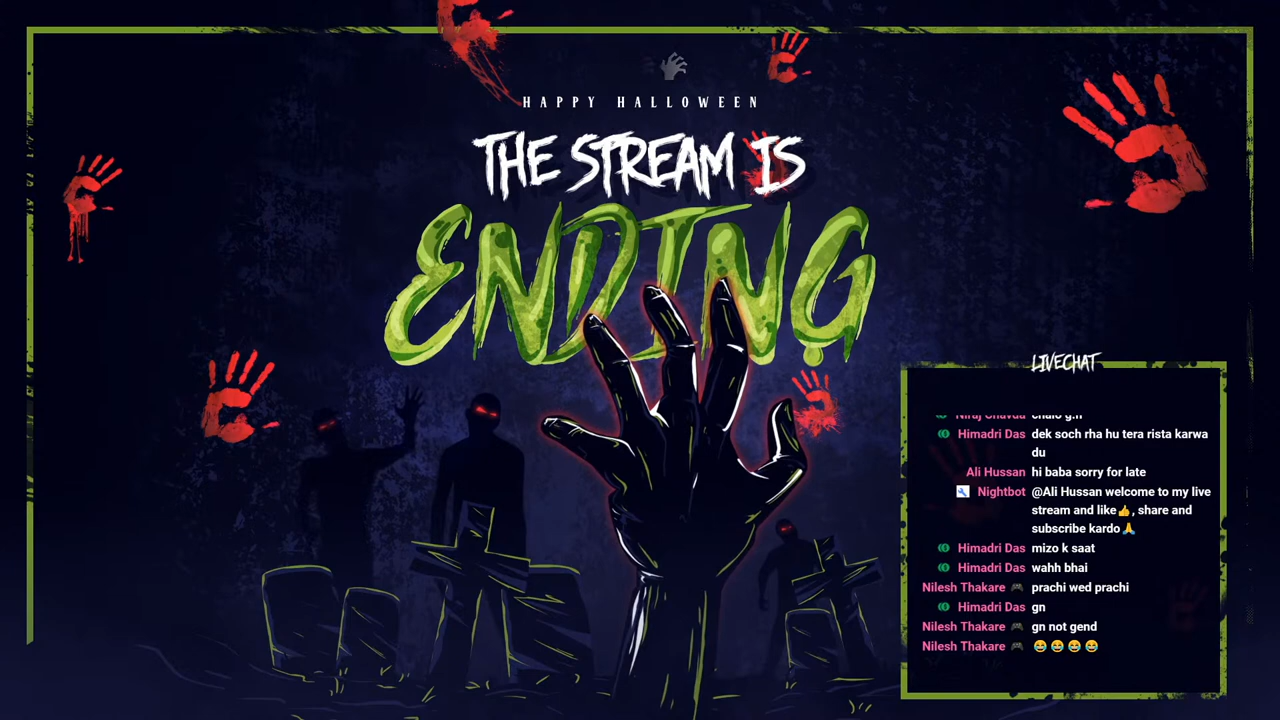 HAPPY HALLOWEEN
THE STREAM IS
ENDING
LIVECHAT
Niraj Chavda chalo g.n
Himadri Das dek soch rha hu tera rista karwa
du
Ali Hussan hi baba sorry for late
Nightbot @Ali Hussan welcome to my live
stream and like👍, share and
subscribe kardo🙏
Himadri Das mizo k saat
Himadri Das wahh bhai
Nilesh Thakare 🎮 prachi wed prachi
Himadri Das gn
Nilesh Thakare 🎮 gn not gend
Nilesh Thakare 🎮 😂😂😂😂